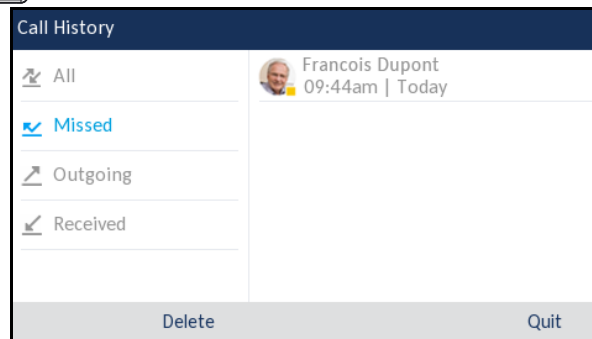 Call History
All
Missed
Outgoing
Received
Francois Dupont
09:44am | Today
Delete
Quit